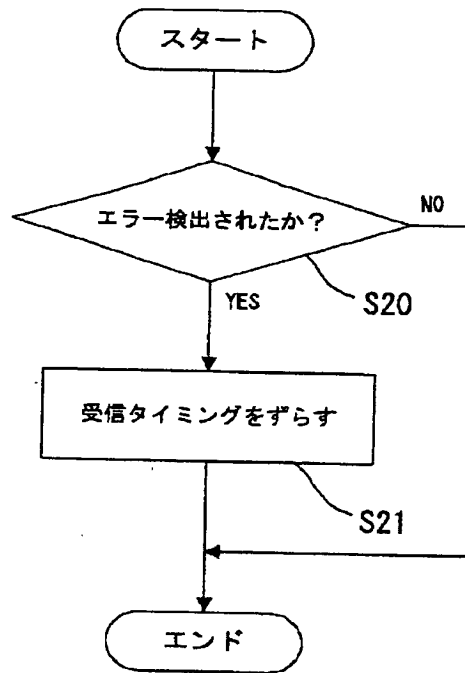 スタート
エラー検出されたか？
NO
YES
S20
受信タイミングをずらす
S21
エンド